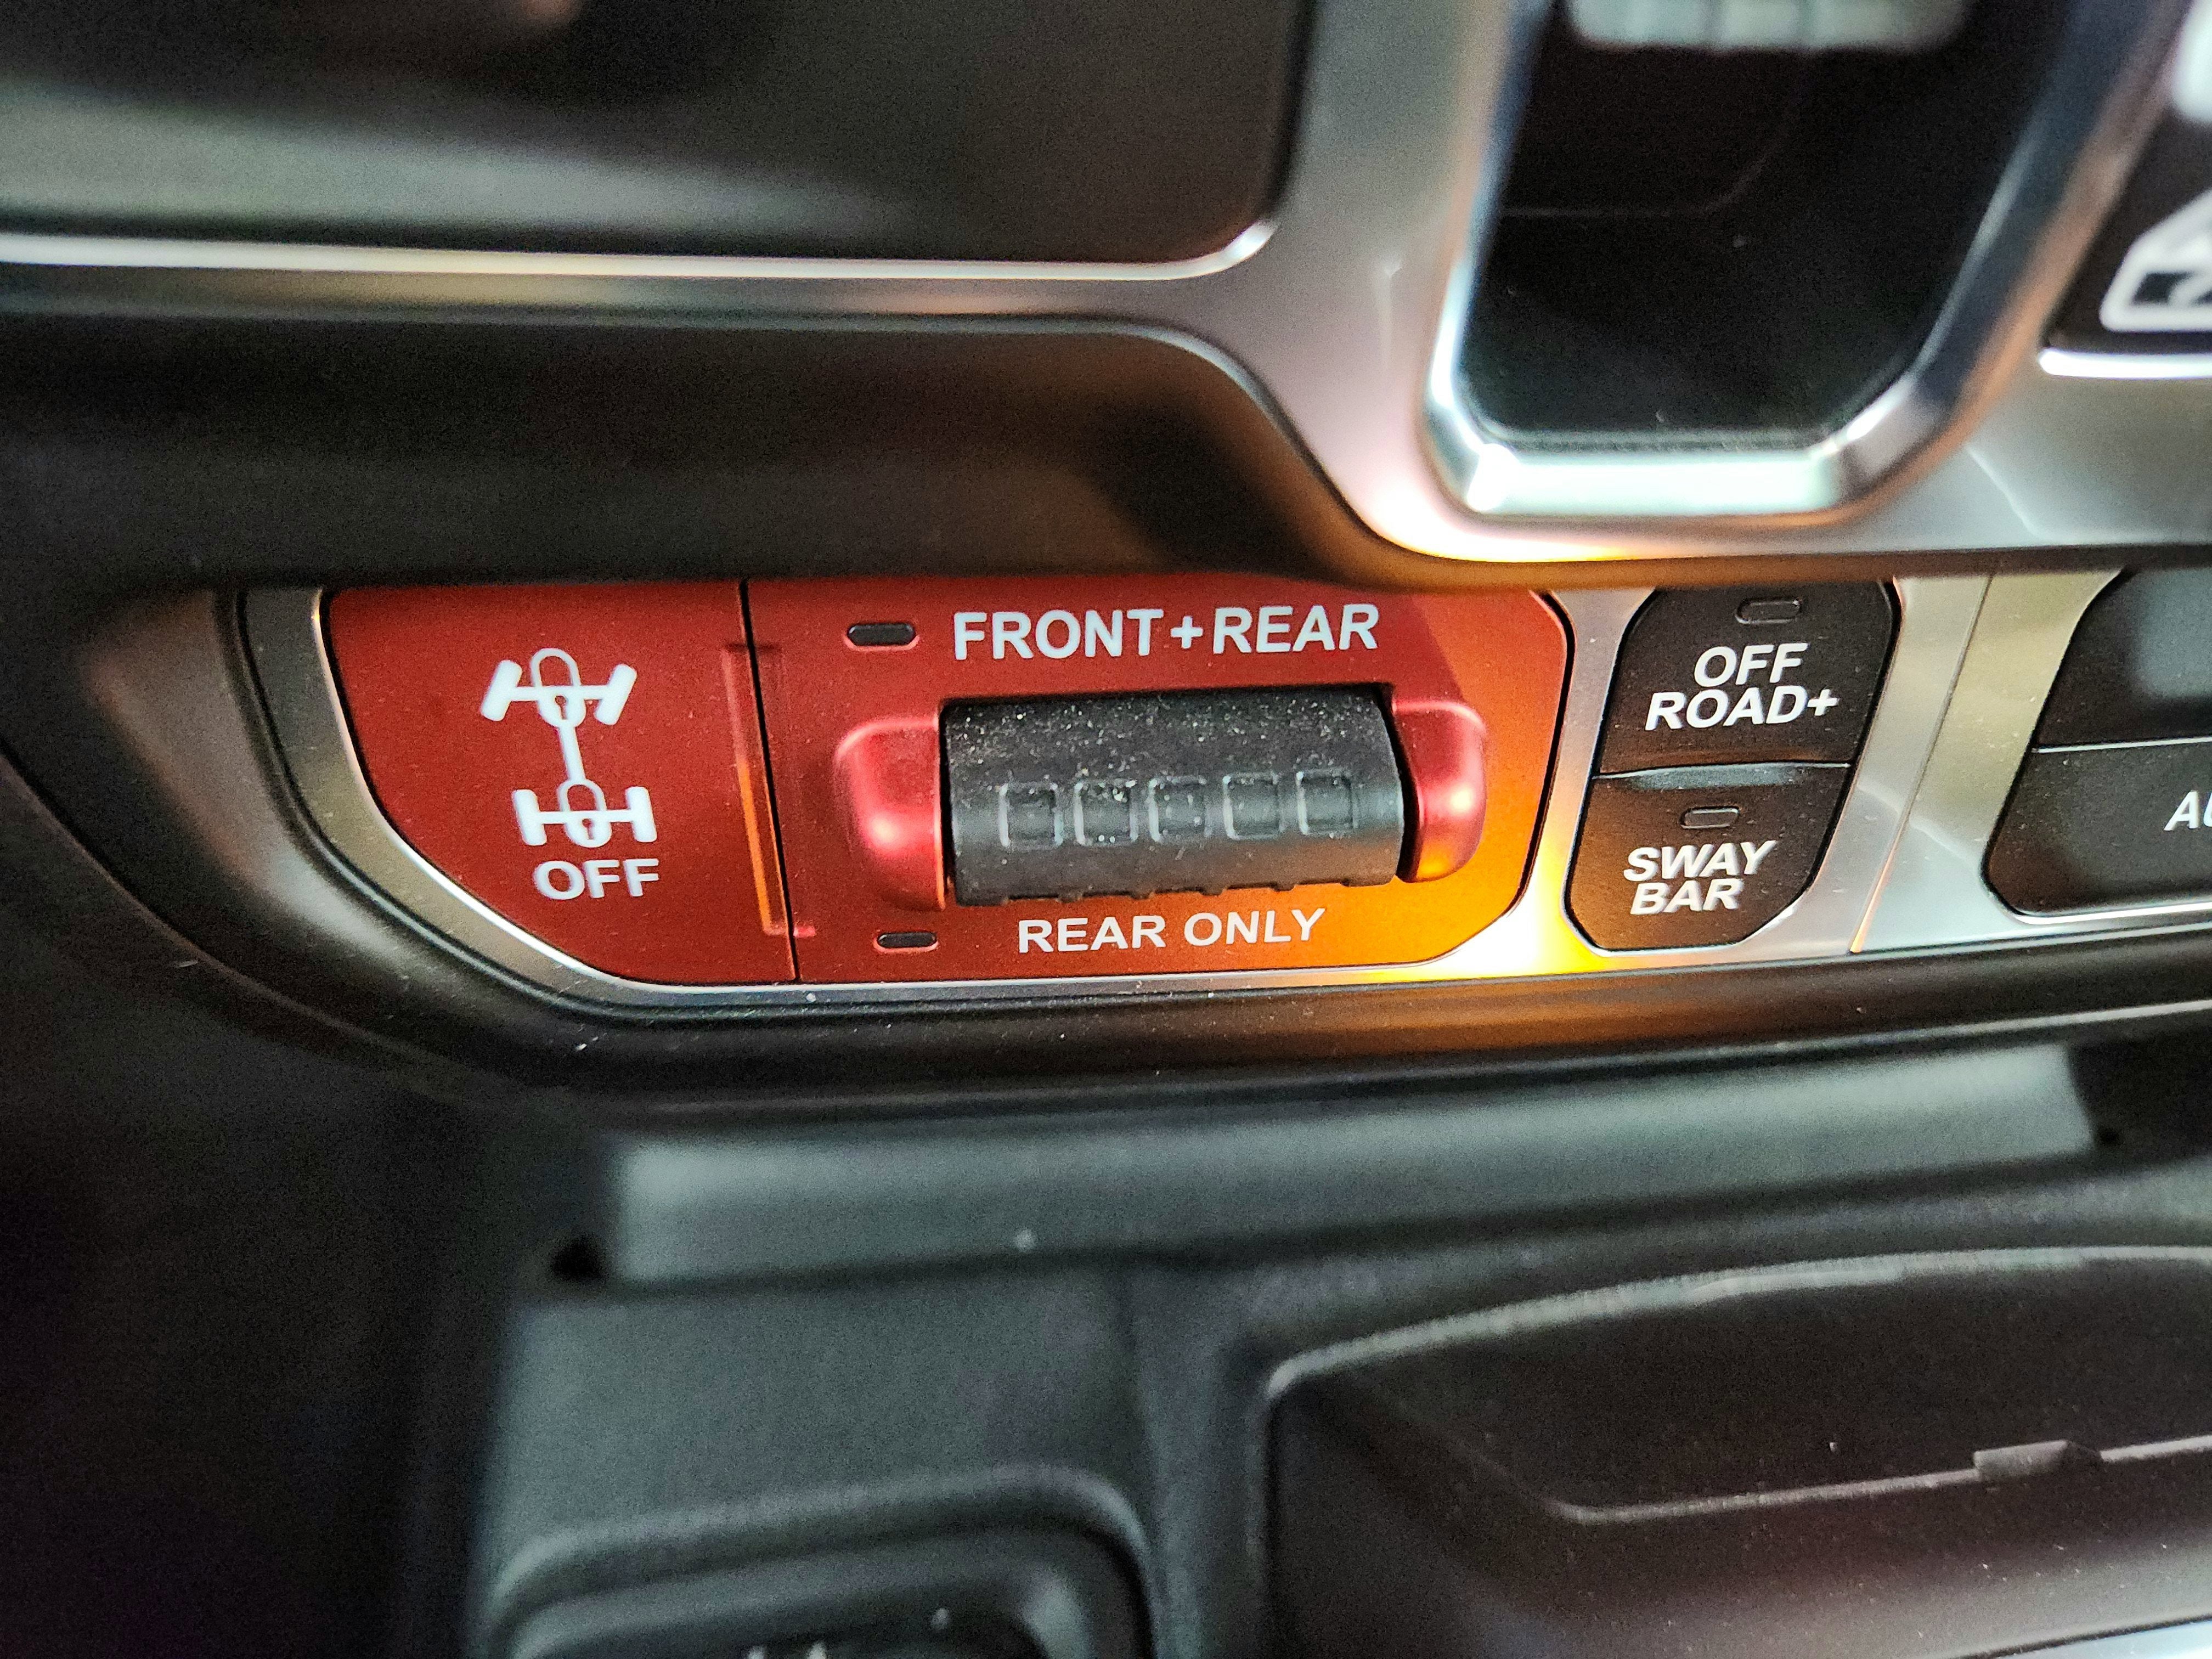 FRONT+REAR
OFF
REAR ONLY
OFF
ROAD+
SWAY
BAR